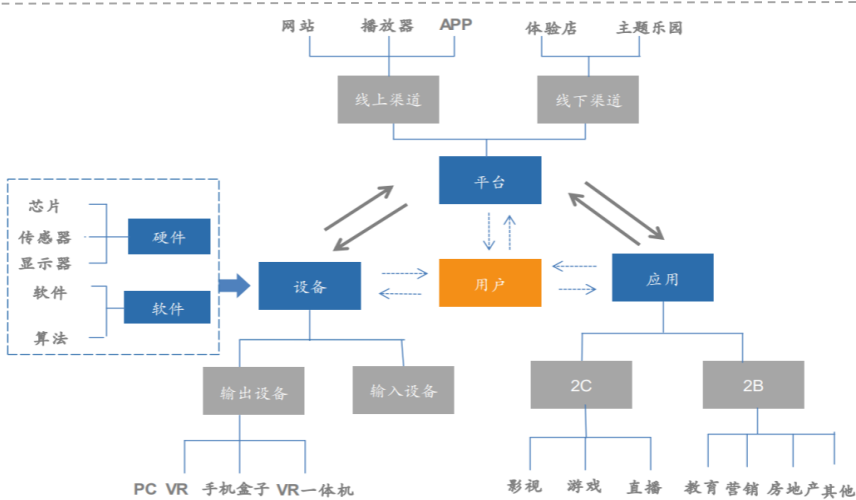 网站 播放器 APP 体验店 主题乐园
线上渠道 线下渠道
平台
芯片
传感器 硬件
显示器
软件 软件
算法
设备 用户 应用
输出设备 输入设备 2C 2B
PC VR 手机盒子 VR一体机 影视 游戏 直播 教育 营销 房地产 其他